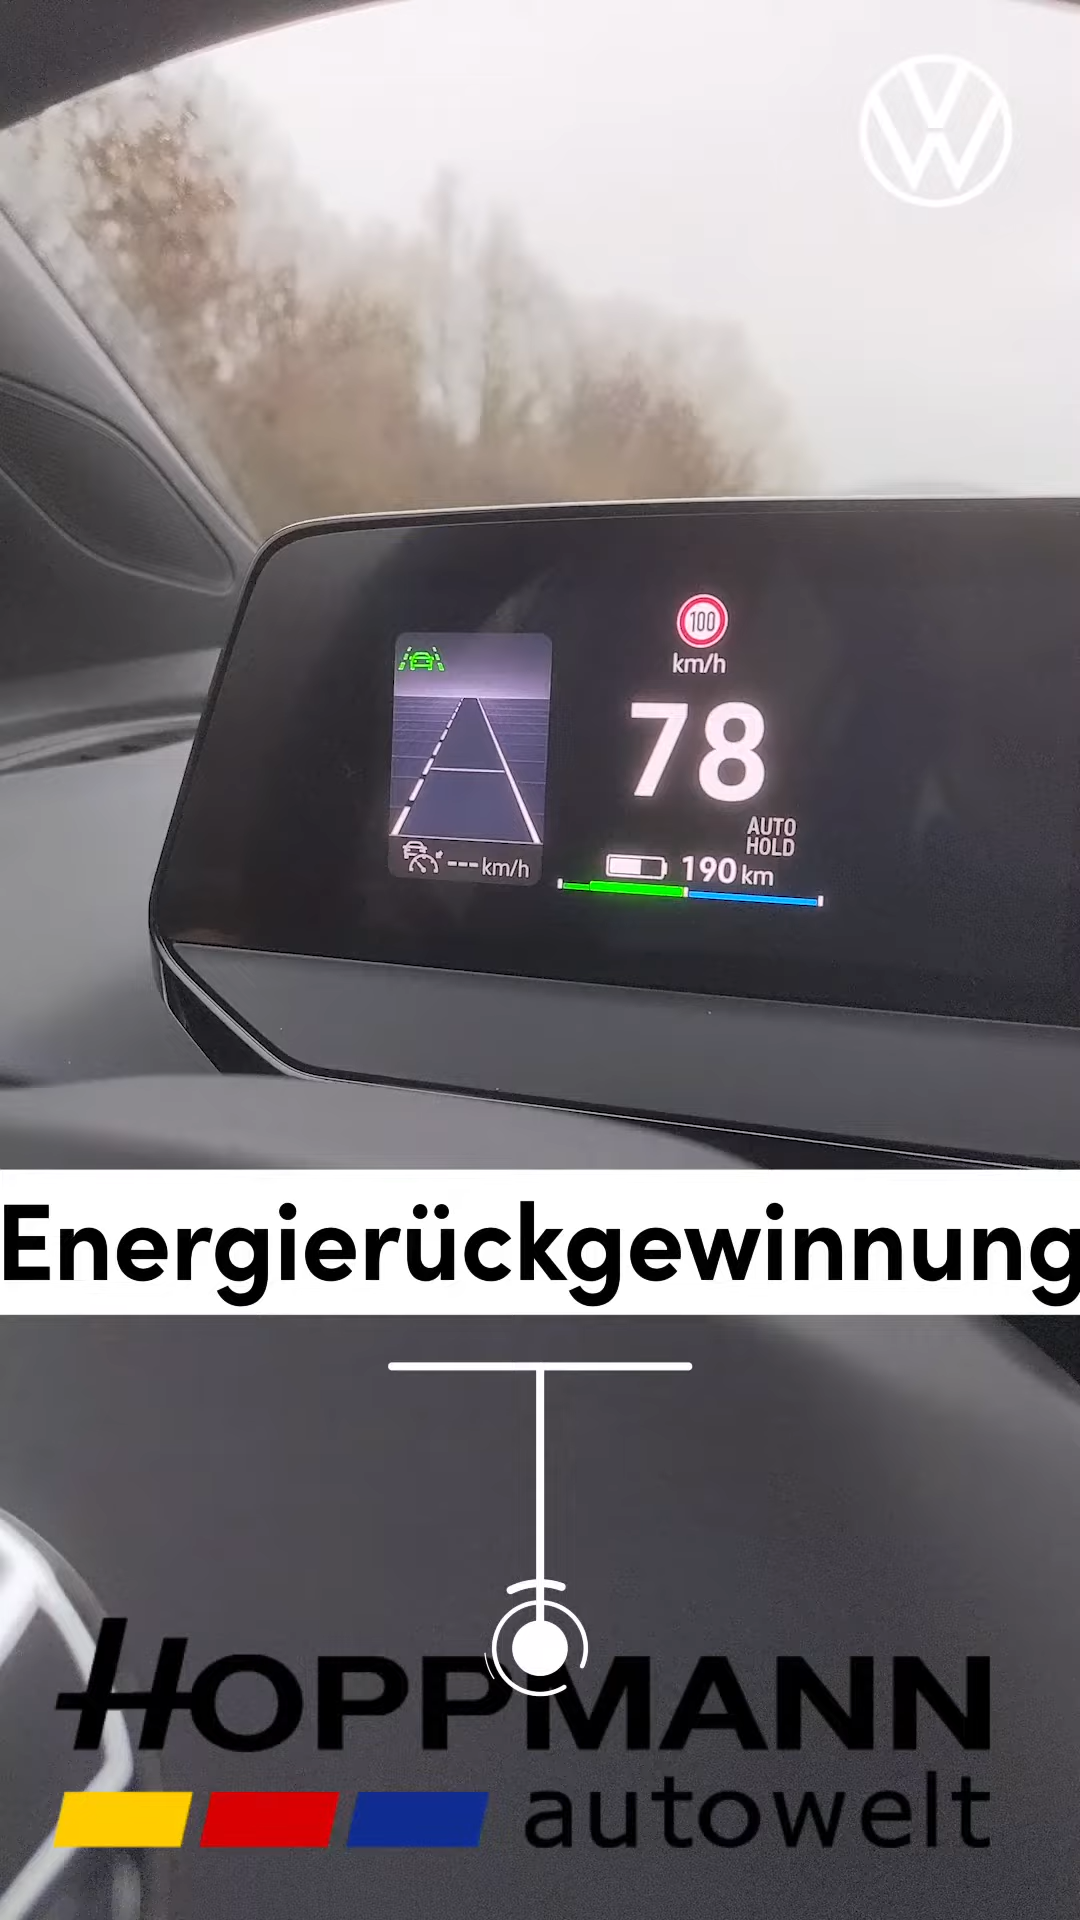 100
km/h
78
AUTO
HOLD
190 km
--- km/h
Energierückgewinnung
HOPPMANN
autowelt